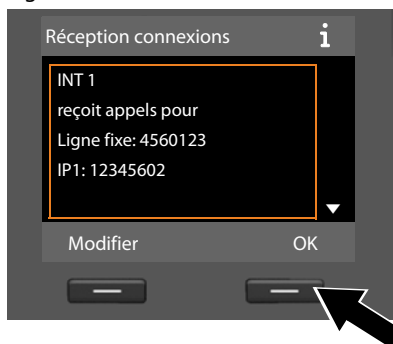 Réception connexions i
INT 1
reçoit appels pour
Ligne fixe: 4560123
IP1: 12345602
Modifier OK